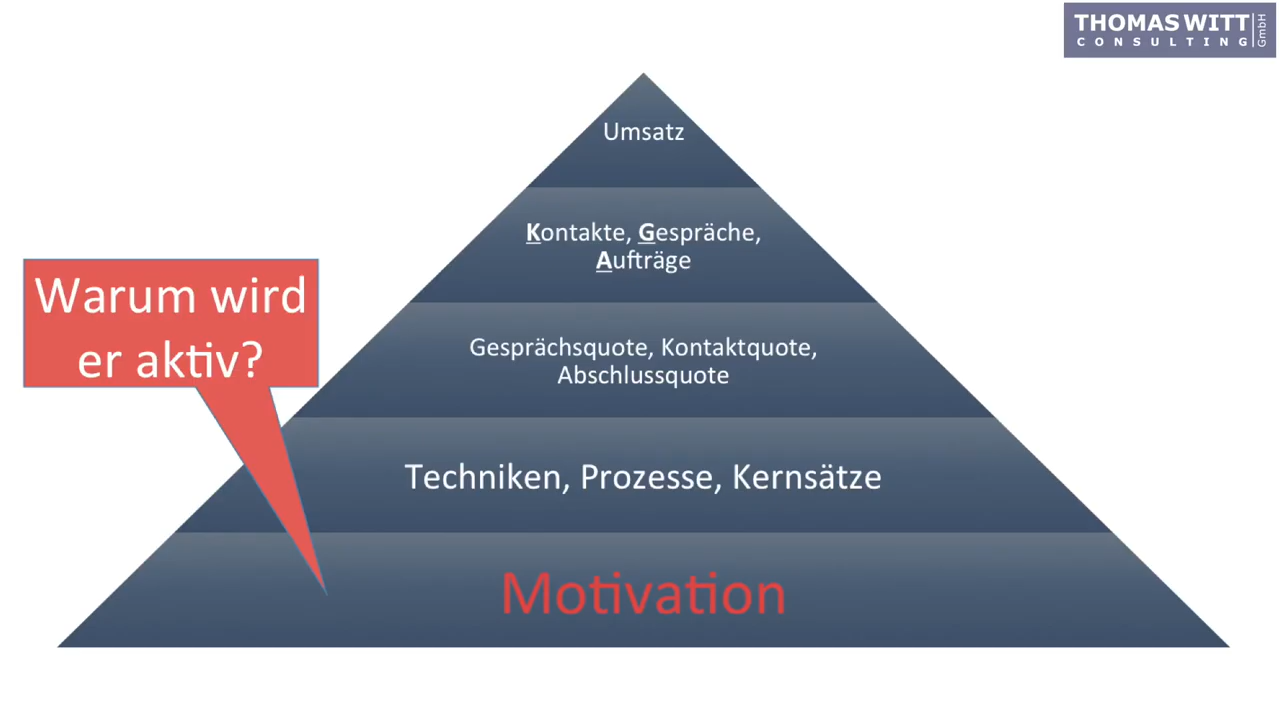 THOMAS WITT
CONSULTING
GmbH
Umsatz
Kontakte, Gespräche,
Aufträge
Warum wird
er aktiv?
Gesprächsquote, Kontaktquote,
Abschlussquote
Techniken, Prozesse, Kernsätze
Motivation